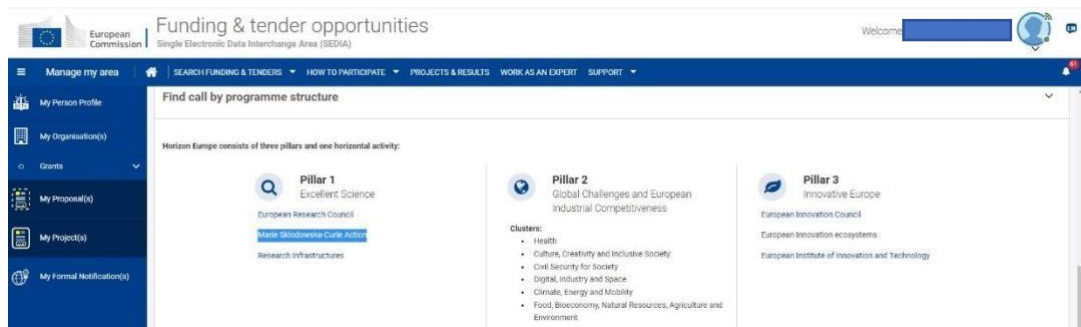 European
Commission
Funding & tender opportunities
Single Electronic Data Interchange Area (SEDIA)
Welcome
EN
Manage my area
SEARCH FUNDING & TENDERS
HOW TO PARTICIPATE
PROJECTS & RESULTS
WORK AS AN EXPERT
SUPPORT
61
My Person Profile
My Organisation(s)
Grants
My Proposal(s)
My Project(s)
My Formal Notification(s)
Find call by programme structure
Horizon Europe consists of three pillars and one horizontal activity:
Pillar 1
Excellent Science
European Research Council
Marie Skłodowska-Curie Action
Research Infrastructures
Pillar 2
Global Challenges and European
Industrial Competitiveness
Clusters:
• Health
• Culture, Creativity and Inclusive Society
• Civil Security for Society
• Digital, Industry and Space
• Climate, Energy and Mobility
• Food, Bioeconomy, Natural Resources, Agriculture and
Environment
Pillar 3
Innovative Europe
European Innovation Council
European Innovation ecosystems
European Institute of Innovation and Technology